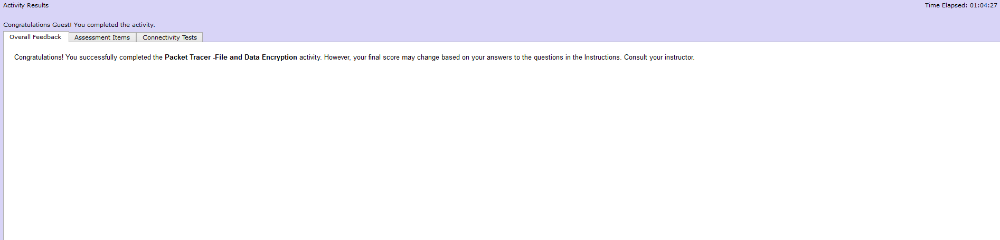 Activity Results Time Elapsed: 01:04:27
Congratulations Guest! You completed the activity.
Overall Feedback Assessment Items Connectivity Tests
Congratulations! You successfully completed the Packet Tracer -File and Data Encryption activity. However, your final score may change based on your answers to the questions in the Instructions. Consult your instructor.